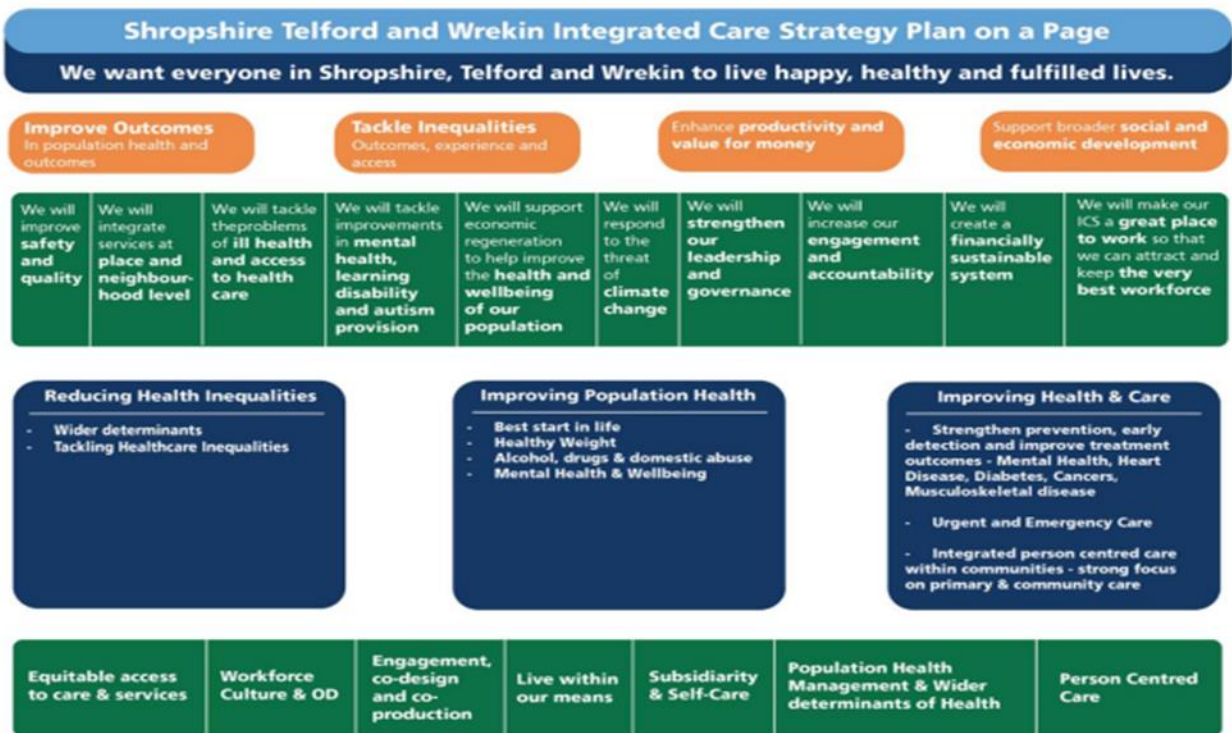 Shropshire Telford and Wrekin Integrated Care Strategy Plan on a Page
We want everyone in Shropshire, Telford and Wrekin to live happy, healthy and fulfilled lives.
Improve Outcomes
In population health and
outcomes
Tackle Inequalities
Outcomes, experience and
access
Enhance productivity and
value for money
Support broader social and
economic development
We will
improve
safety
and
quality
We will
integrate
services at
place and
neighbour-
hood level
We will tackle
theproblems
of ill health
and access
to health
care
We will tackle
improvements
in mental
health,
learning
disability
and autism
provision
We will support
economic
regeneration
to help improve
the health and
wellbeing
of our
population
We will
respond
to the
threat
of
climate
change
We will
strengthen
our
leadership
and
governance
We will
increase our
engagement
and
accountability
We will
create a
financially
sustainable
system
We will make our
ICS a great place
to work so that
we can attract and
keep the very
best workforce
Reducing Health Inequalities
- Wider determinants
- Tackling Healthcare Inequalities
Improving Population Health
- Best start in life
- Healthy Weight
- Alcohol, drugs & domestic abuse
- Mental Health & Wellbeing
Improving Health & Care
- Strengthen prevention, early
detection and improve treatment
outcomes - Mental Health, Heart
Disease, Diabetes, Cancers,
Musculoskeletal disease
- Urgent and Emergency Care
- Integrated person centred care
within communities - strong focus
on primary & community care
Equitable access
to care & services
Workforce
Culture & OD
Engagement,
co-design
and co-
production
Live within
our means
Subsidiarity
& Self-Care
Population Health
Management & Wider
determinants of Health
Person Centred
Care